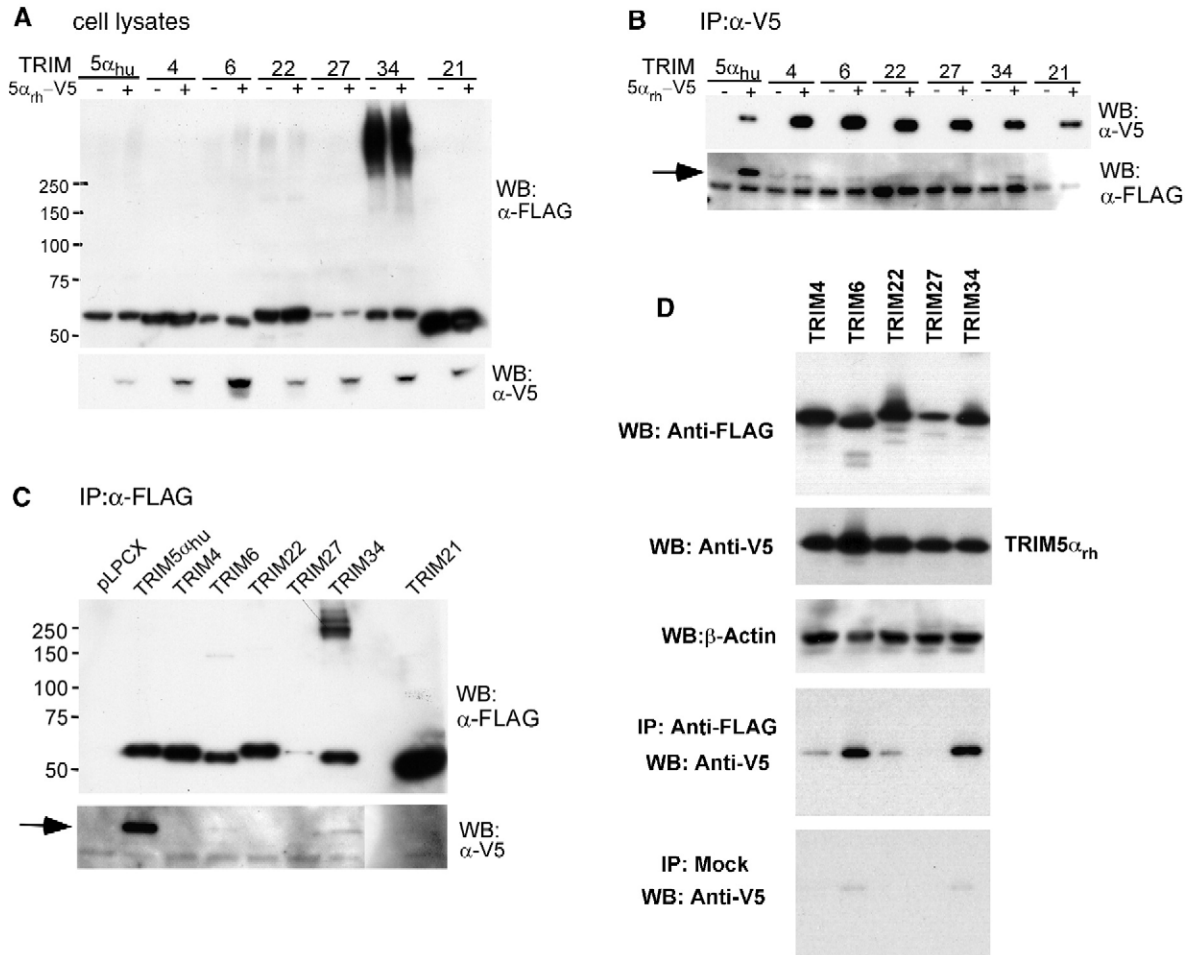 A cell lysates
TRIM 5αhu 4 6 22 27 34 21
5αrh–V5 - + - + - + - + - + - + - +
250
150
100
75
50
WB:
α-FLAG
WB:
α-V5
B IP:α-V5
TRIM 5αhu 4 6 22 27 34 21
5αrh–V5 - + - + - + - + - + - + - +
WB:
α-V5
WB:
α-FLAG
C IP:α-FLAG
pLPCX TRIM5αhu TRIM4 TRIM6 TRIM22 TRIM27 TRIM34 TRIM21
250
150
100
75
50
WB:
α-FLAG
WB:
α-V5
D
TRIM4 TRIM6 TRIM22 TRIM27 TRIM34
WB: Anti-FLAG
WB: Anti-V5 TRIM5αrh
WB:β-Actin
IP: Anti-FLAG
WB: Anti-V5
IP: Mock
WB: Anti-V5